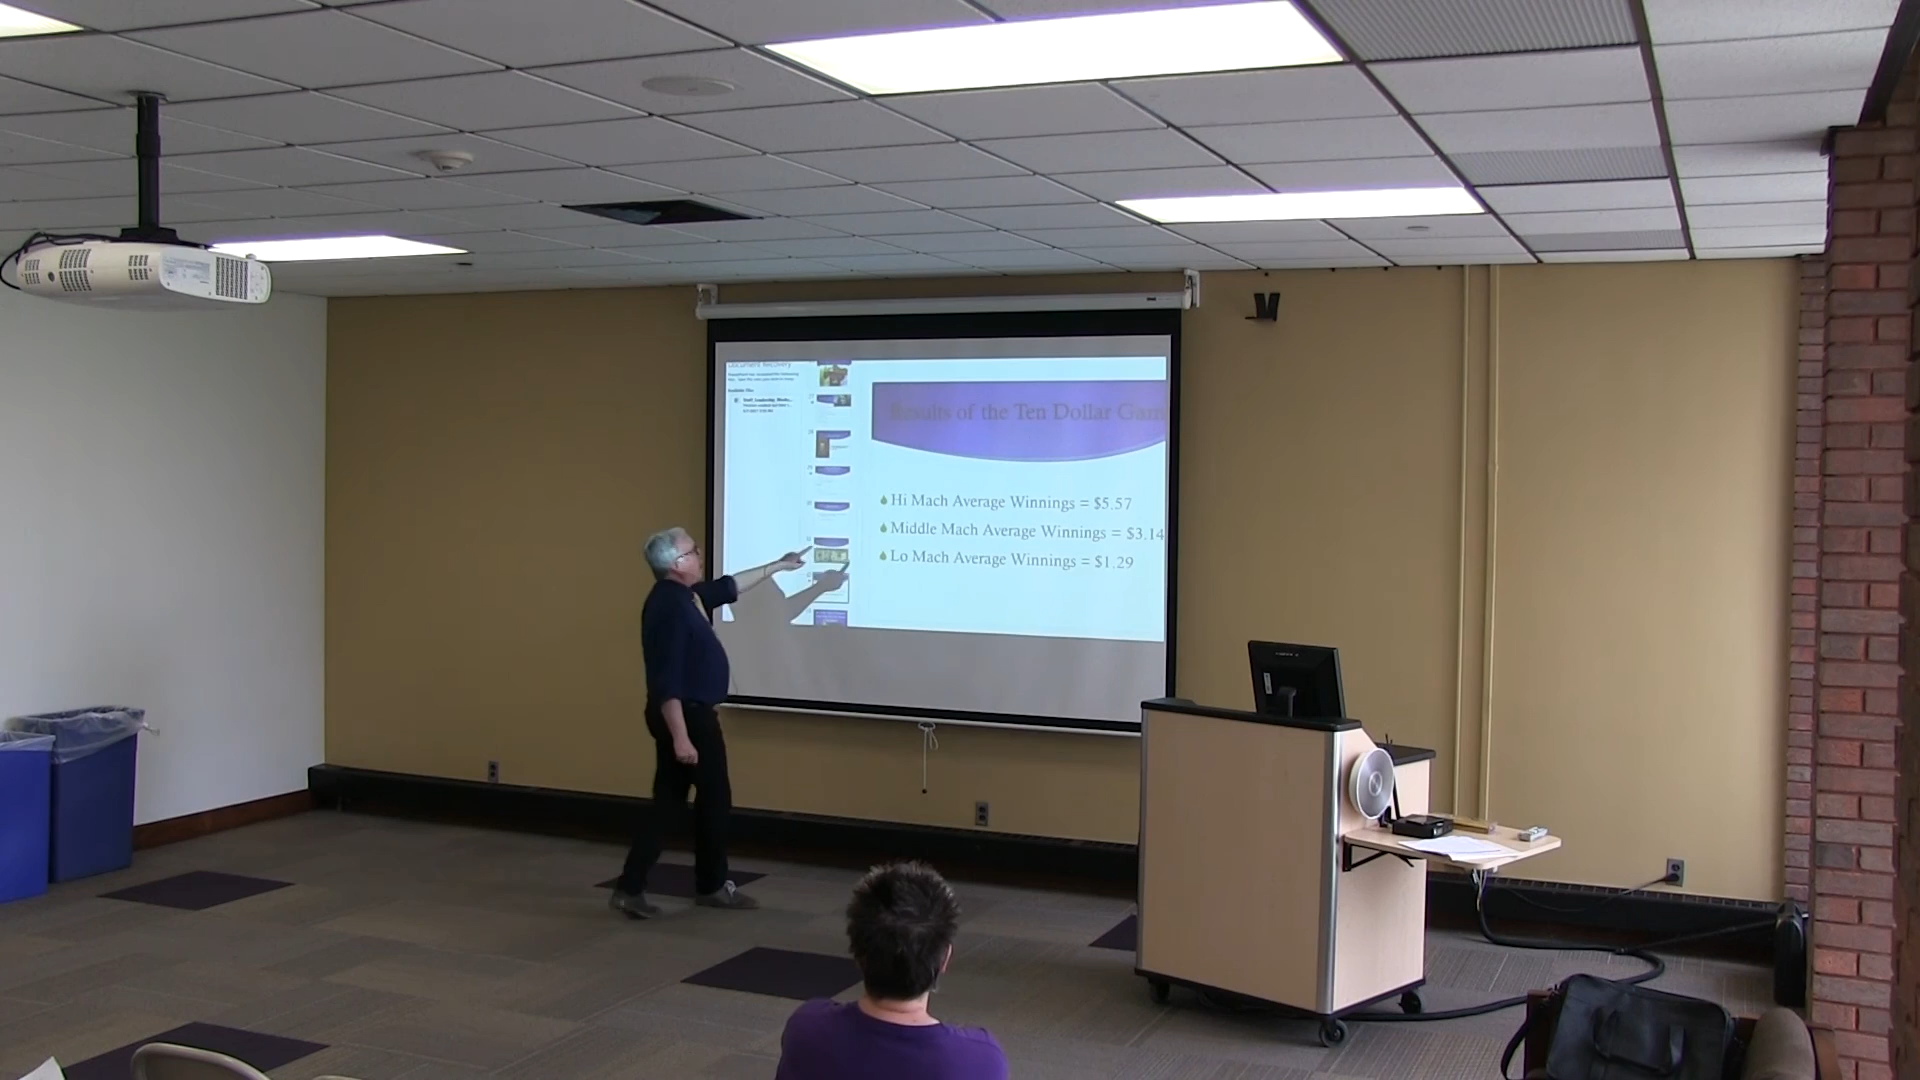 Document Recovery
Results of the Ten Dollar Gam
Hi Mach Average Winnings = $5.57
Middle Mach Average Winnings = $3.14
Lo Mach Average Winnings = $1.29